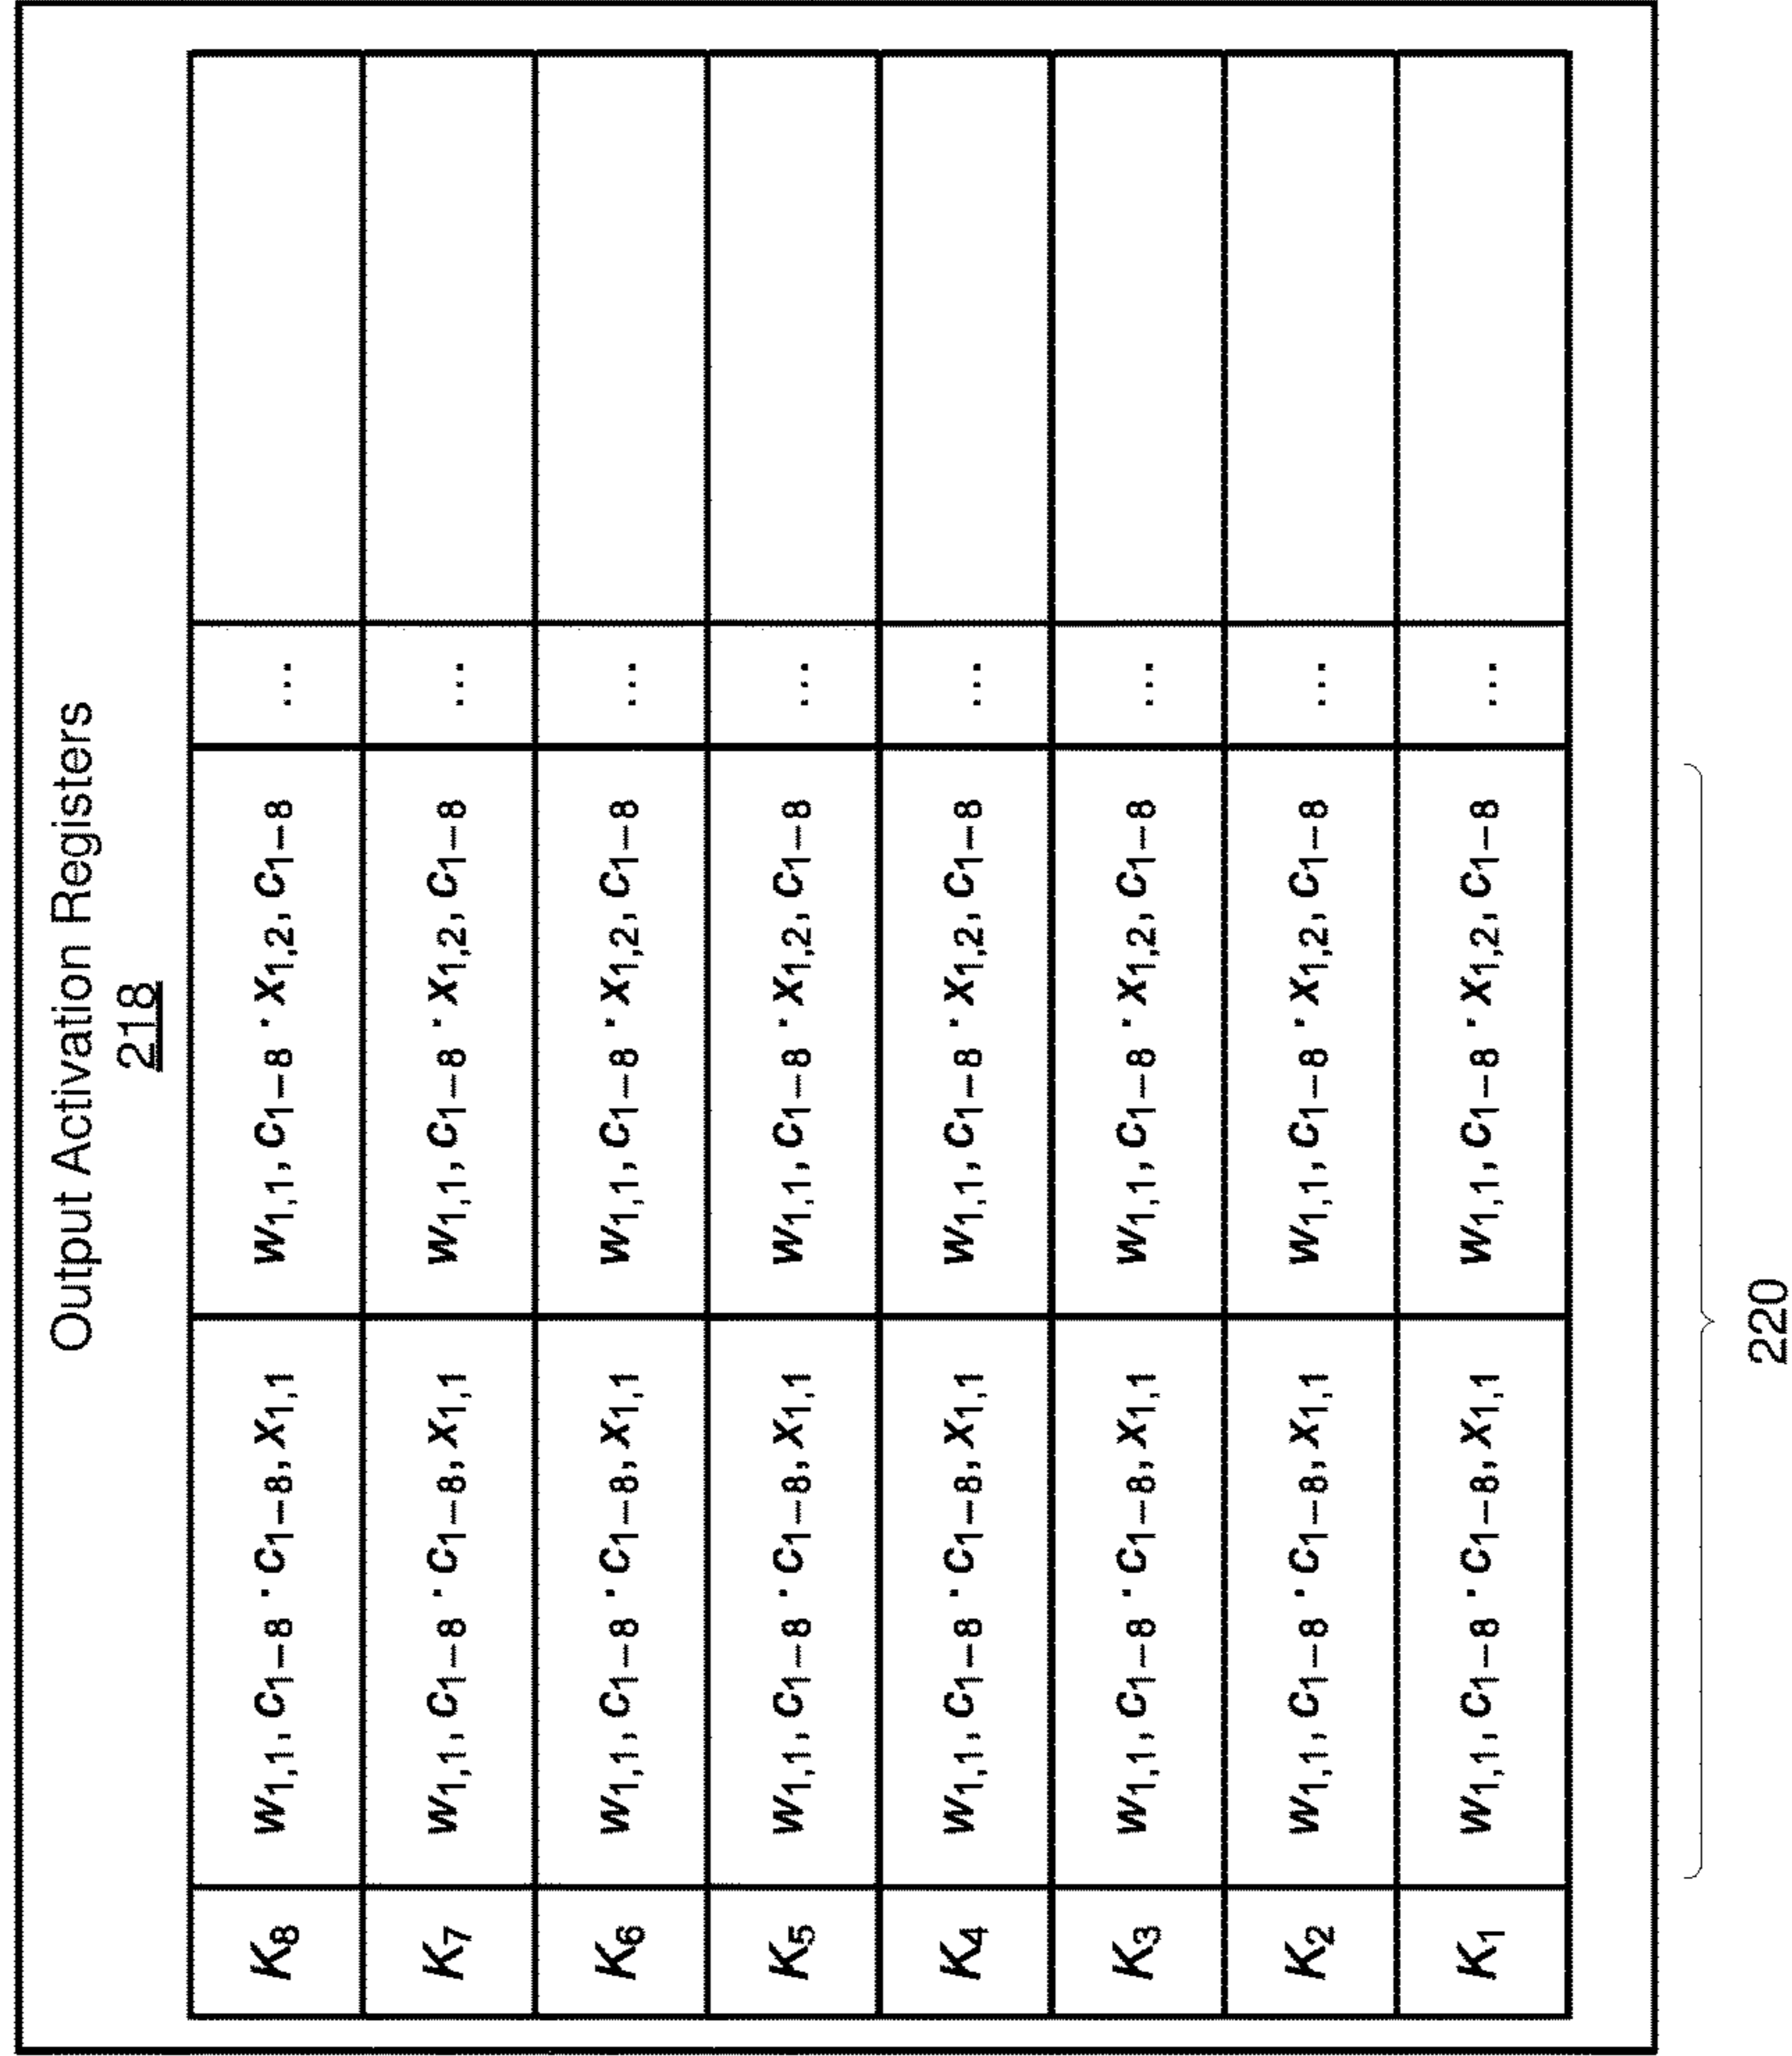 Output Activation Registers
218
K₈ W₁,₁, C₁₋₈ · C₁₋₈, X₁,₁ W₁,₁, C₁₋₈ · X₁,₂, C₁₋₈ ...
K₇ W₁,₁, C₁₋₈ · C₁₋₈, X₁,₁ W₁,₁, C₁₋₈ · X₁,₂, C₁₋₈ ...
K₆ W₁,₁, C₁₋₈ · C₁₋₈, X₁,₁ W₁,₁, C₁₋₈ · X₁,₂, C₁₋₈ ...
K₅ W₁,₁, C₁₋₈ · C₁₋₈, X₁,₁ W₁,₁, C₁₋₈ · X₁,₂, C₁₋₈ ...
K₄ W₁,₁, C₁₋₈ · C₁₋₈, X₁,₁ W₁,₁, C₁₋₈ · X₁,₂, C₁₋₈ ...
K₃ W₁,₁, C₁₋₈ · C₁₋₈, X₁,₁ W₁,₁, C₁₋₈ · X₁,₂, C₁₋₈ ...
K₂ W₁,₁, C₁₋₈ · C₁₋₈, X₁,₁ W₁,₁, C₁₋₈ · X₁,₂, C₁₋₈ ...
K₁ W₁,₁, C₁₋₈ · C₁₋₈, X₁,₁ W₁,₁, C₁₋₈ · X₁,₂, C₁₋₈ ...
220